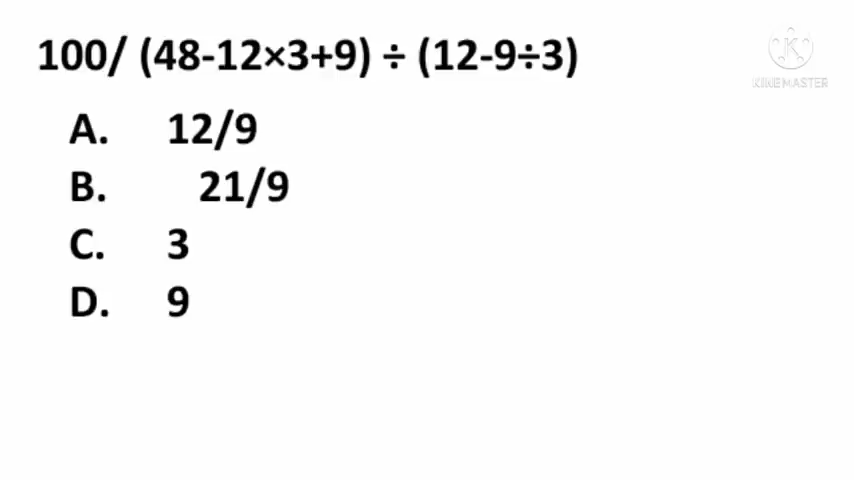 100/ (48-12×3+9) ÷ (12-9÷3)
A. 12/9
B. 21/9
C. 3
D. 9
KINEMASTER